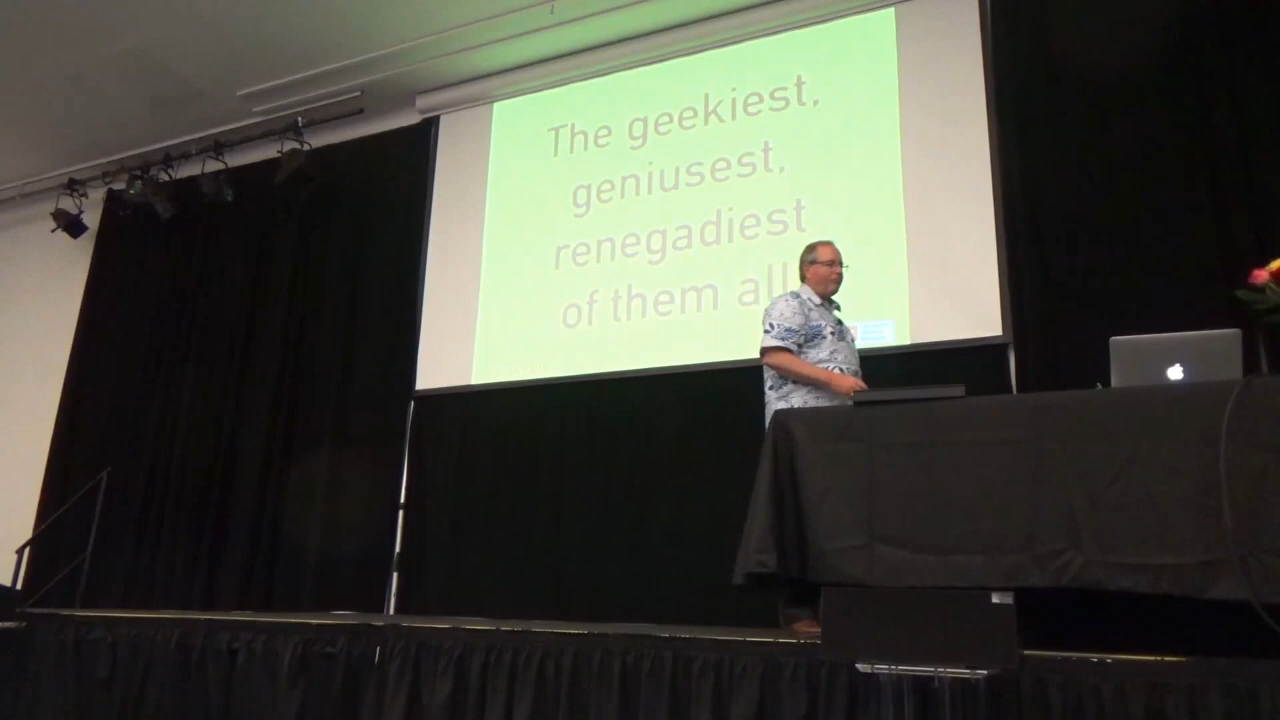 The geekiest,
geniusest,
renegadiest
of them all